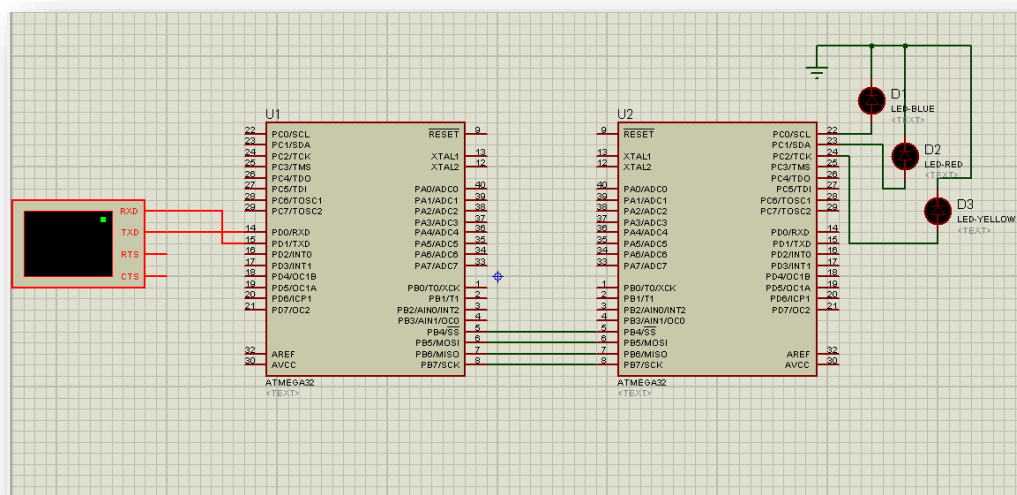 D1
LED-BLUE
<TEXT>
D2
LED-RED
<TEXT>
D3
LED-YELLOW
<TEXT>
RXD
TXD
RTS
CTS
U1
22 PC0/SCL RESET 9
23 PC1/SDA
24 PC2/TCK XTAL1 13
25 PC3/TMS XTAL2 12
26 PC4/TDO
27 PC5/TDI PA0/ADC0 40
28 PC6/TOSC1 PA1/ADC1 39
29 PC7/TOSC2 PA2/ADC2 38
PA3/ADC3 37
14 PD0/RXD PA4/ADC4 36
15 PD1/TXD PA5/ADC5 35
16 PD2/INT0 PA6/ADC6 34
17 PD3/INT1 PA7/ADC7 33
18 PD4/OC1B
19 PD5/OC1A PB0/T0/XCK 1
20 PD6/ICP1 PB1/T1 2
21 PD7/OC2 PB2/AIN0/INT2 3
PB3/AIN1/OC0 4
PB4/SS 5
PB5/MOSI 6
32 AREF PB6/MISO 7
30 AVCC PB7/SCK 8
ATMEGA32
<TEXT>
U2
9 RESET PC0/SCL 22
PC1/SDA 23
13 XTAL1 PC2/TCK 24
12 XTAL2 PC3/TMS 25
PC4/TDO 26
40 PA0/ADC0 PC5/TDI 27
39 PA1/ADC1 PC6/TOSC1 28
38 PA2/ADC2 PC7/TOSC2 29
37 PA3/ADC3
36 PA4/ADC4 PD0/RXD 14
35 PA5/ADC5 PD1/TXD 15
34 PA6/ADC6 PD2/INT0 16
33 PA7/ADC7 PD3/INT1 17
PD4/OC1B 18
1 PB0/T0/XCK PD5/OC1A 19
2 PB1/T1 PD6/ICP1 20
3 PB2/AIN0/INT2 PD7/OC2 21
4 PB3/AIN1/OC0
5 PB4/SS
6 PB5/MOSI
7 PB6/MISO AREF 32
8 PB7/SCK AVCC 30
ATMEGA32
<TEXT>